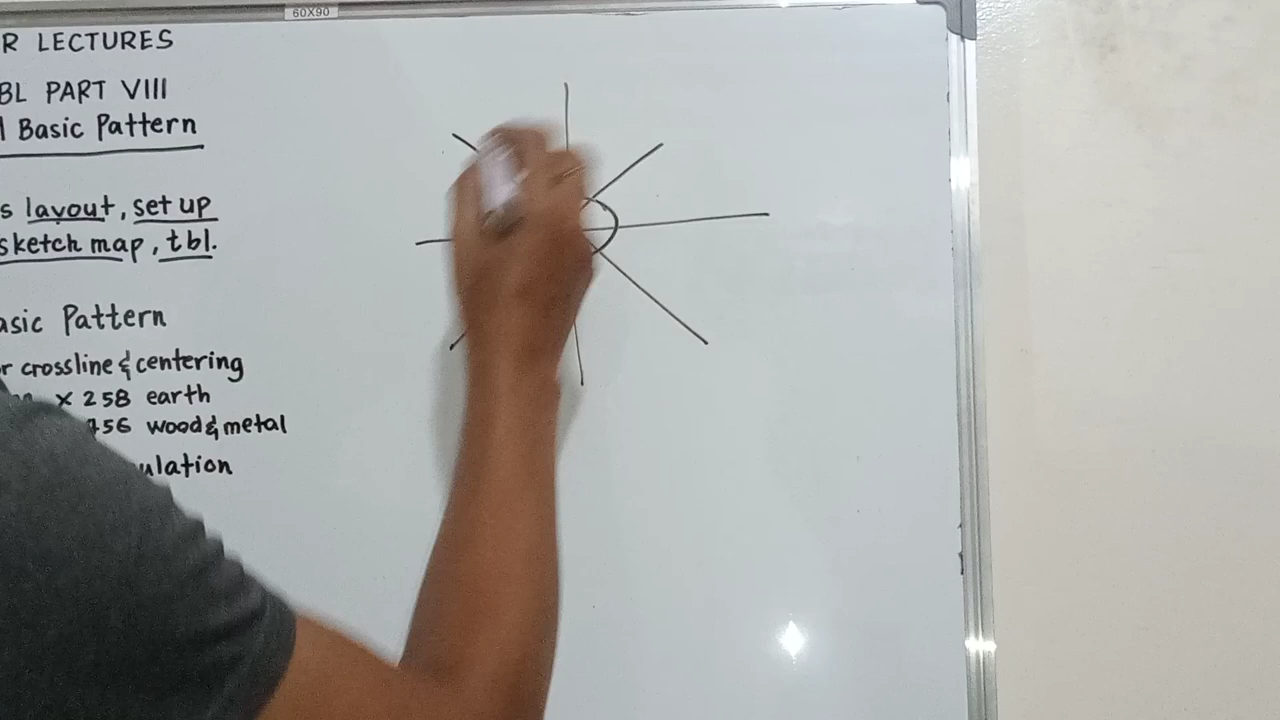 60X90
R LECTURES
BL PART VIII
l Basic Pattern
s layout, set up
sketch map, tbl.
asic Pattern
r crossline & centering
x 258 earth
456 wood & metal
ulation